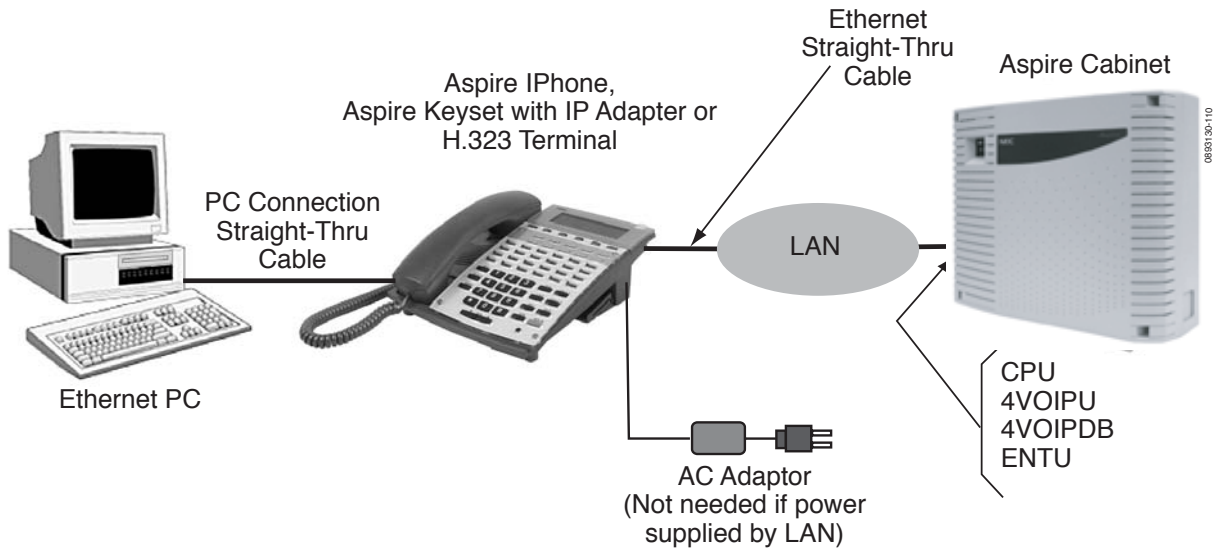 Ethernet
Straight-Thru
Cable
Aspire Cabinet
Aspire IPhone,
Aspire Keyset with IP Adapter or
H.323 Terminal
0893130-110
NEC
PC Connection
Straight-Thru
Cable
LAN
Ethernet PC
CPU
4VOIPU
4VOIPDB
ENTU
AC Adaptor
(Not needed if power
supplied by LAN)